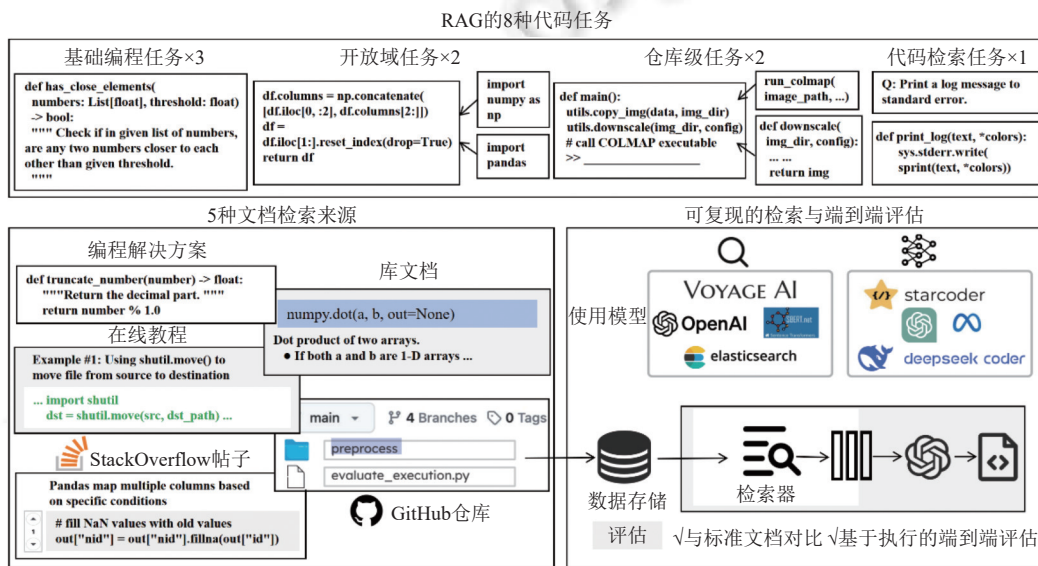 RAG的8种代码任务
基础编程任务×3
def has_close_elements(
numbers: List[float], threshold: float)
-> bool:
""" Check if in given list of numbers,
are any two numbers closer to each
other than given threshold.
"""
开放域任务×2
df.columns = np.concatenate(
[df.iloc[0, :2], df.columns[2:]])
df =
df.iloc[1:].reset_index(drop=True)
return df
import
numpy as
np
import
pandas
仓库级任务×2
def main():
utils.copy_img(data, img_dir)
utils.downscale(img_dir, config)
# call COLMAP executable
>> ____________
run_colmap(
image_path, ...)
def downscale(
img_dir, config):
... ...
return img
代码检索任务×1
Q: Print a log message to
standard error.
def print_log(text, *colors):
sys.stderr.write(
sprint(text, *colors))
5种文档检索来源
编程解决方案
def truncate_number(number) -> float:
"""Return the decimal part. """
return number % 1.0
库文档
numpy.dot(a, b, out=None)
Dot product of two arrays.
● If both a and b are 1-D arrays ...
在线教程
Example #1: Using shutil.move() to
move file from source to destination
... import shutil
dst = shutil.move(src, dst_path) ...
main
4 Branches
0 Tags
preprocess
evaluate_execution.py
StackOverflow帖子
Pandas map multiple columns based
on specific conditions
# fill NaN values with old values
out["nid"] = out["nid"].fillna(out["id"])
GitHub仓库
可复现的检索与端到端评估
使用模型
VOYAGE AI
OpenAI
SBERT.net
elasticsearch
starcoder
deepseek coder
数据存储
检索器
评估
√与标准文档对比 √基于执行的端到端评估